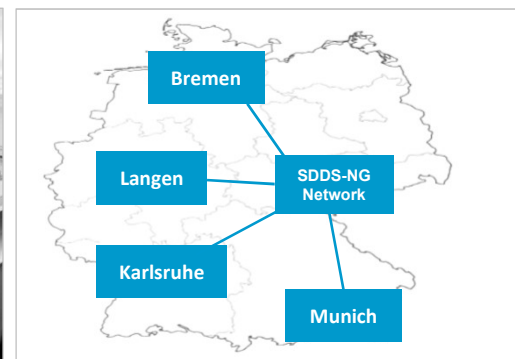 Bremen
Langen
SDDS-NG
Network
Karlsruhe
Munich